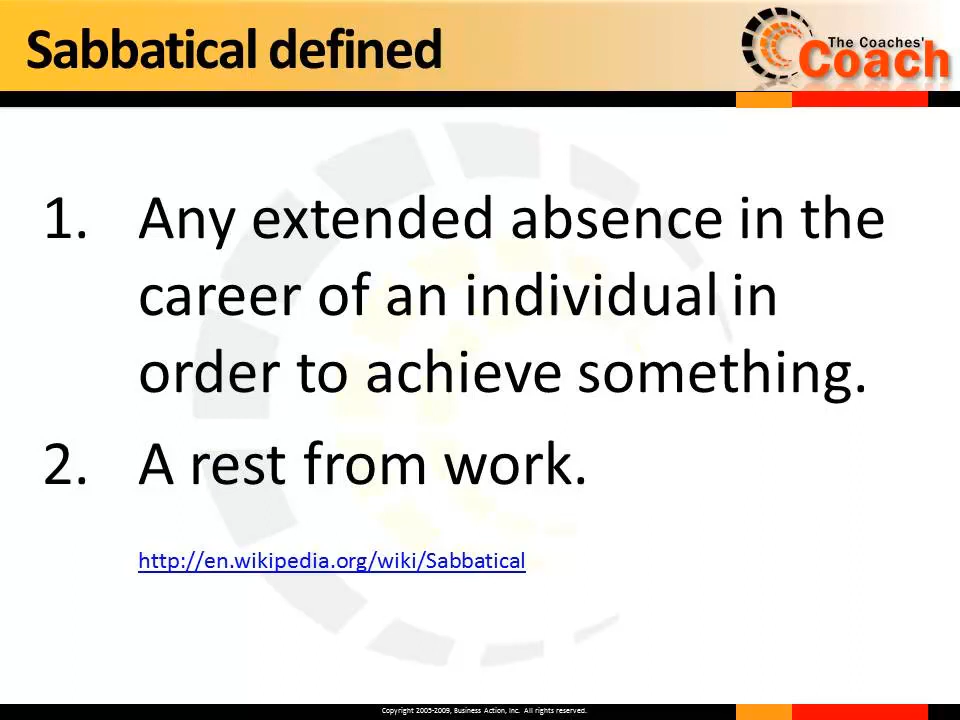 Sabbatical defined
The Coaches'
Coach
1. Any extended absence in the
career of an individual in
order to achieve something.
2. A rest from work.
http://en.wikipedia.org/wiki/Sabbatical
Copyright 2005-2009, Business Action, Inc. All rights reserved.